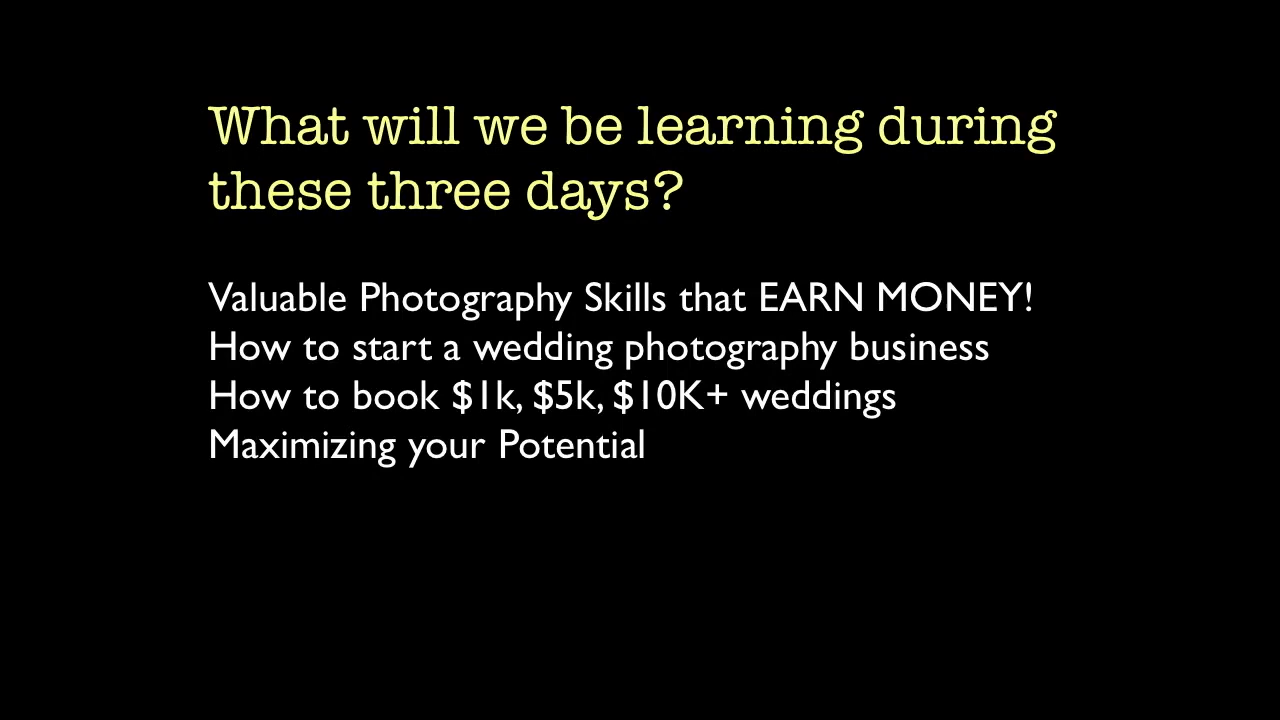 What will we be learning during
these three days?
Valuable Photography Skills that EARN MONEY!
How to start a wedding photography business
How to book $1k, $5k, $10K+ weddings
Maximizing your Potential